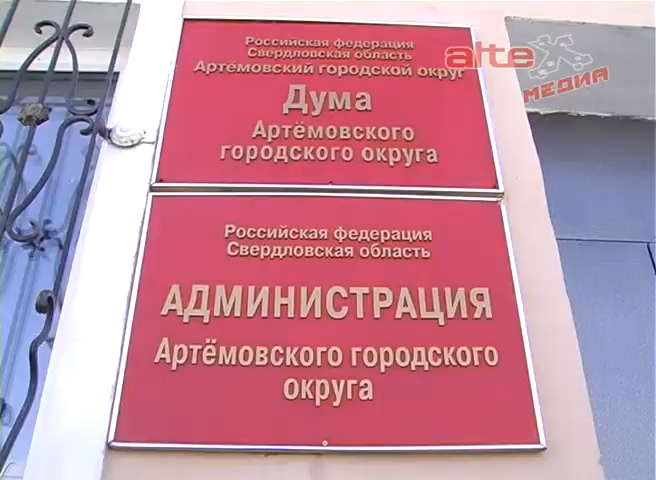 Российская федерация
Свердловская область
Артёмовский городской округ
Дума
Артёмовского
городского округа
alteх
МЕДИА
Российская федерация
Свердловская область
АДМИНИСТРАЦИЯ
Артёмовского городского
округа